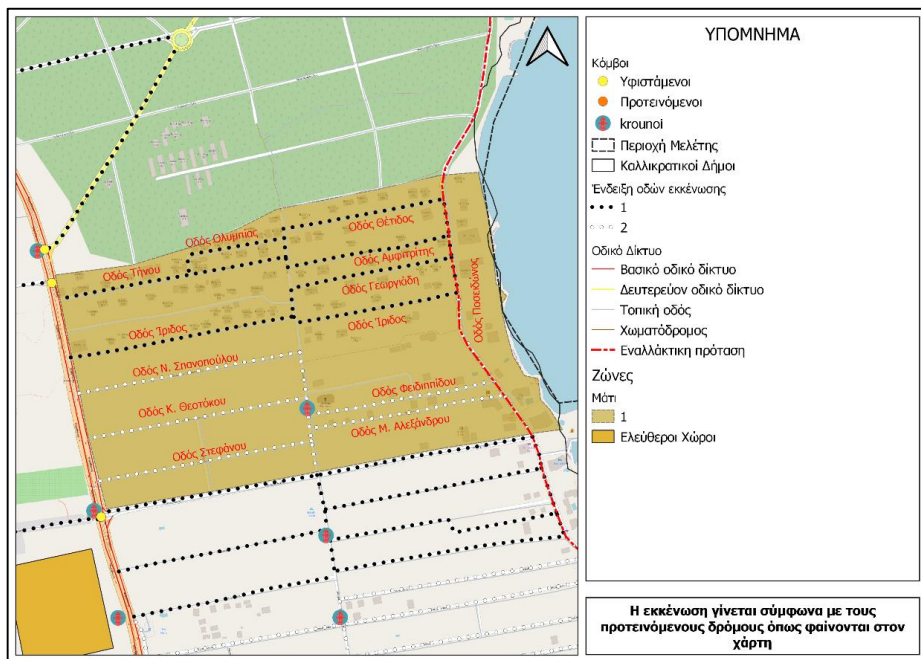 Οδός Ολυμπίας
Οδός Θέτιδος
Οδός Τήνου
Οδός Αμφιτρίτης
Οδός Γεωργιάδη
Οδός Ποσειδώνος
Οδός Ίριδος
Οδός Ίριδος
Οδός Ν. Σπανοπούλου
Οδός Φειδιππίδου
Οδός Κ. Θεοτόκου
Οδός Μ. Αλεξάνδρου
Οδός Στεφάνου
ΥΠΟΜΝΗΜΑ
Κόμβοι
Υφιστάμενοι
Προτεινόμενοι
krounoi
Περιοχή Μελέτης
Καλλικρατικοί Δήμοι
Ένδειξη οδών εκκένωσης
1
2
Οδικό Δίκτυο
Βασικό οδικό δίκτυο
Δευτερεύον οδικό δίκτυο
Τοπική οδός
Χωματόδρομος
Εναλλάκτική πρόταση
Ζώνες
Μάτι
1
Ελεύθεροι Χώροι
Η εκκένωση γίνεται σύμφωνα με τους
προτεινόμενους δρόμους όπως φαίνονται στον
χάρτη